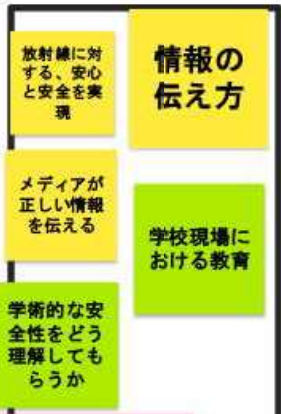 放射線に対
する、安心
と安全を実
現
情報の
伝え方
メディアが
正しい情報
を伝える
学校現場に
おける教育
学術的な安
全性をどう
理解しても
らうか